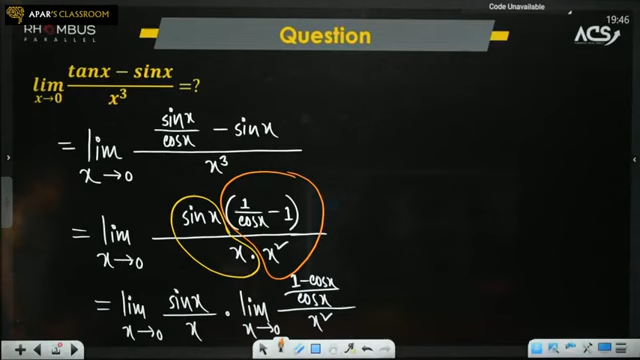 APAR'S CLASSROOM
Code Unavailable
19:46
RHOMBUS
PARALLEL
Question
ACS
lim x→0 (tanx − sinx)/x³ =?
= lim x→0 (sinx/cosx − sinx)/x³
= lim x→0 sinx (1/cosx − 1)/(x · x²)
= lim x→0 sinx/x · lim x→0 ((1-cosx)/cosx)/x²